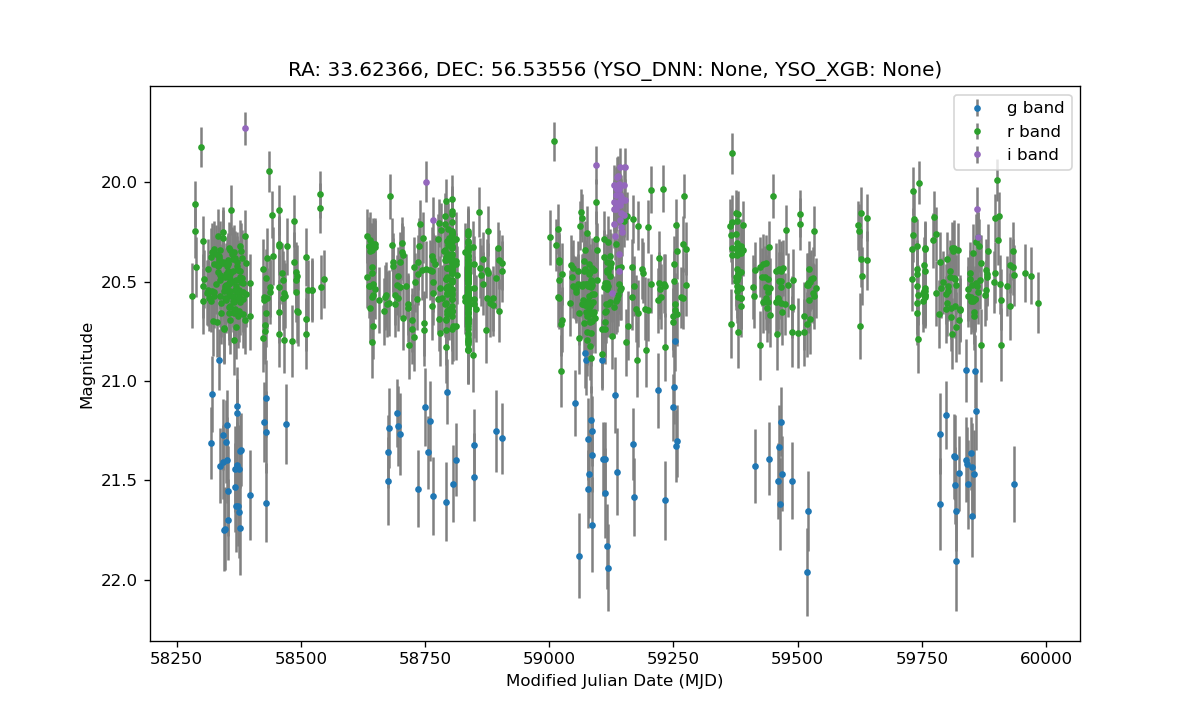 RA: 33.62366, DEC: 56.53556 (YSO_DNN: None, YSO_XGB: None)
g band
r band
i band
20.0
20.5
21.0
21.5
22.0
Magnitude
58250 58500 58750 59000 59250 59500 59750 60000
Modified Julian Date (MJD)